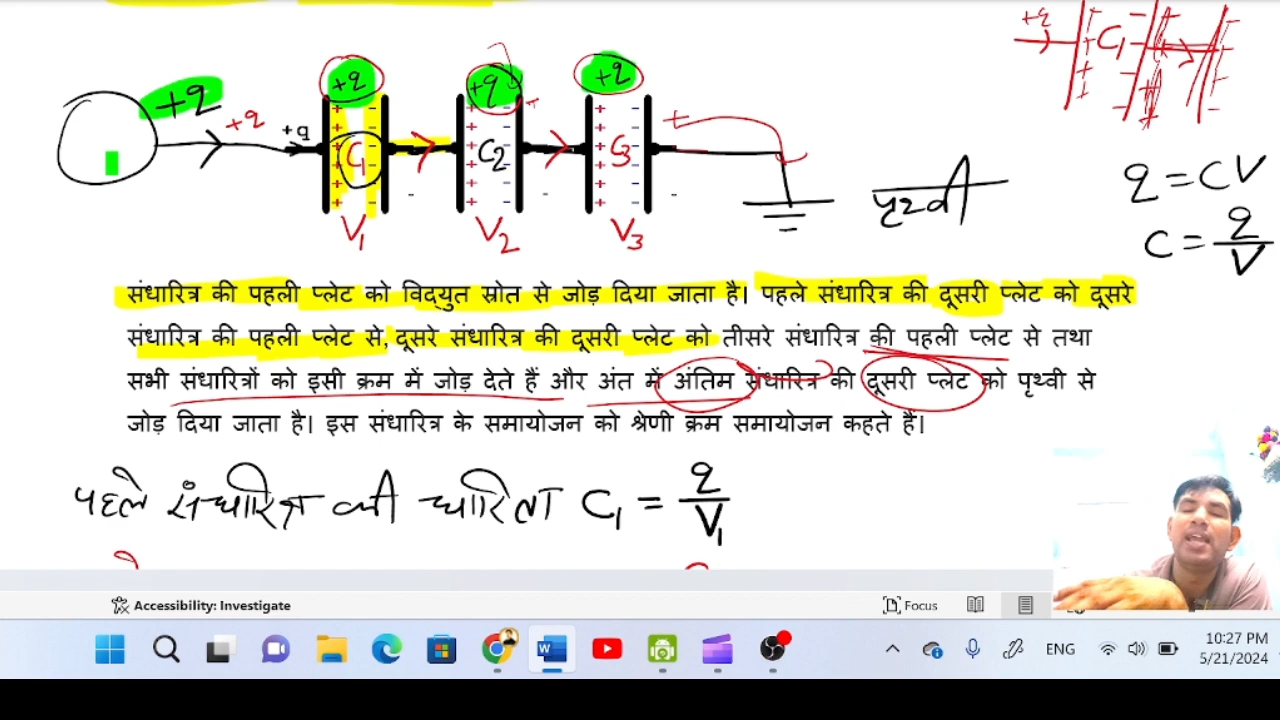 +q
+q
+q
+q
+q
+q
+q
C1
C2
C3
C1
V1
V2
V3
पृथ्वी
q = CV
C = q/V
संधारित्र की पहली प्लेट को विद्युत स्रोत से जोड़ दिया जाता है। पहले संधारित्र की दूसरी प्लेट को दूसरे
संधारित्र की पहली प्लेट से, दूसरे संधारित्र की दूसरी प्लेट को तीसरे संधारित्र की पहली प्लेट से तथा
सभी संधारित्रों को इसी क्रम में जोड़ देते हैं और अंत में अंतिम संधारित्र की दूसरी प्लेट को पृथ्वी से
जोड़ दिया जाता है। इस संधारित्र के समायोजन को श्रेणी क्रम समायोजन कहते हैं।
पहले संधारित्र की धारिता C1 = q/V1
Accessibility: Investigate
Focus
ENG
10:27 PM
5/21/2024